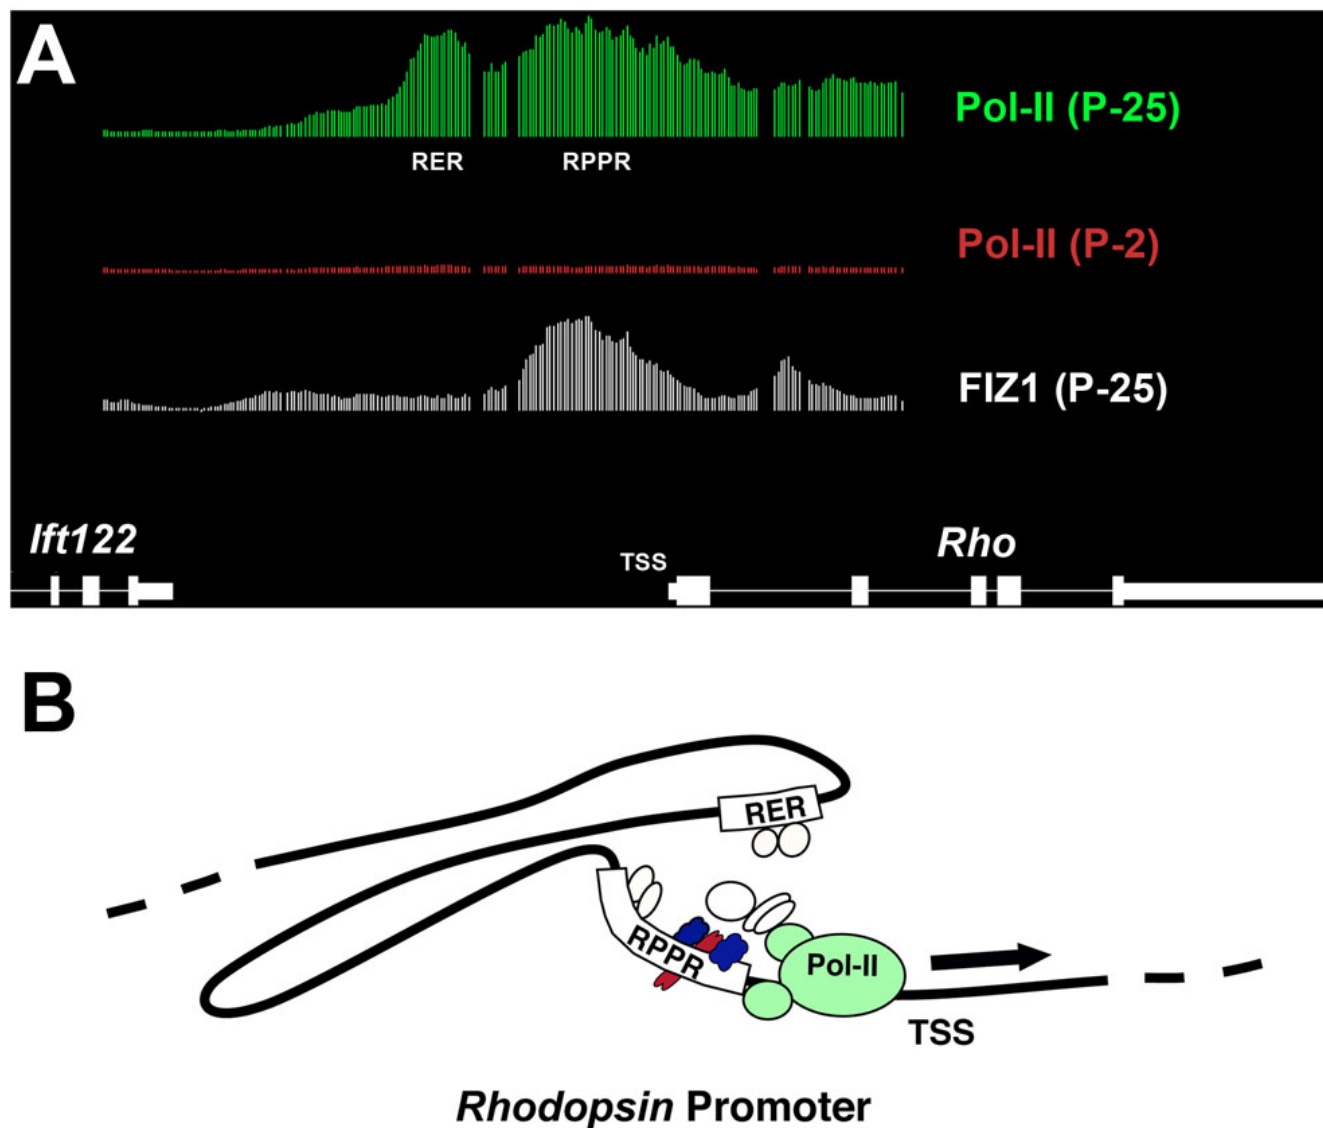 A
Pol-II (P-25)
RER RPPR
Pol-II (P-2)
FIZ1 (P-25)
Ift122 TSS Rho
B
RER
RPPR
Pol-II
TSS
Rhodopsin Promoter